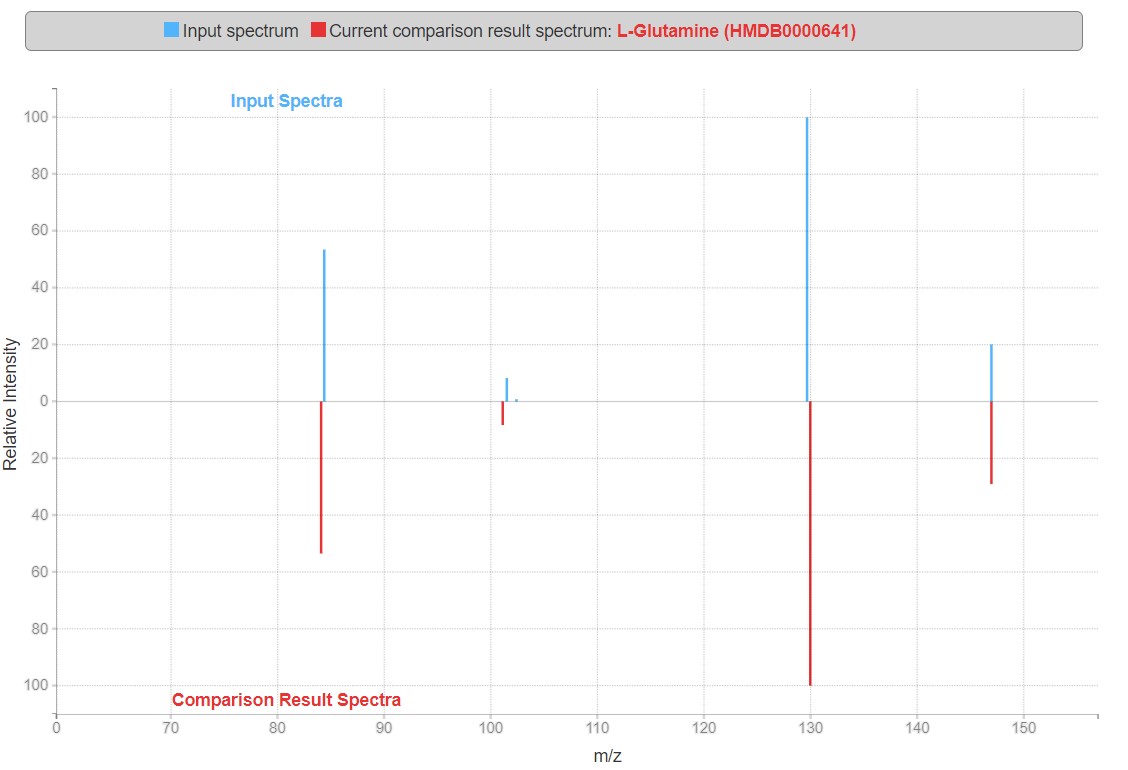 Input spectrum Current comparison result spectrum: L-Glutamine (HMDB0000641)
Input Spectra
100
80
60
40
20
0
20
40
60
80
100
Relative Intensity
Comparison Result Spectra
0 70 80 90 100 110 120 130 140 150
m/z